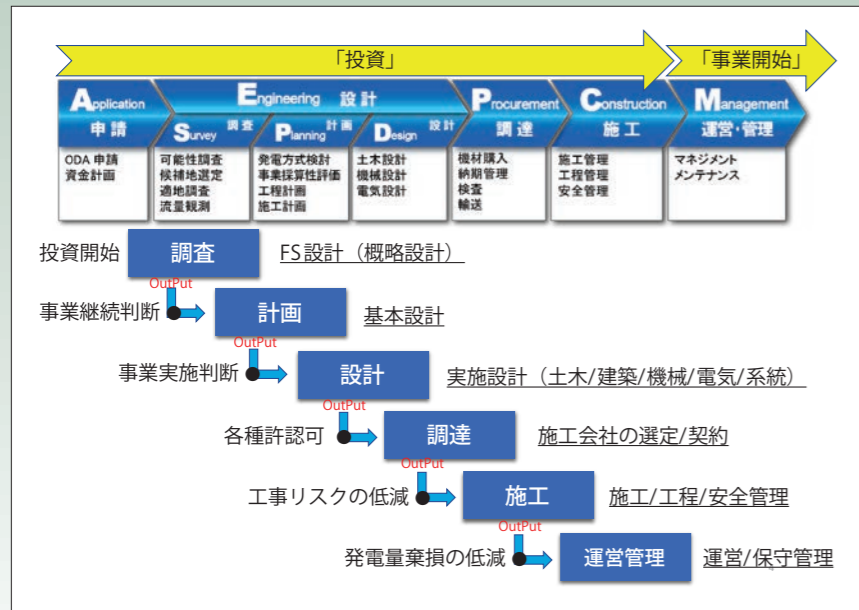 「投資」 「事業開始」
Application Engineering 設計 Procurement Construction Management
申請 Survey 調査 Planning 計画 Design 設計 調達 施工 運営・管理
ODA 申請
資金計画
可能性調査
候補地選定
適地調査
流量観測
発電方式検討
事業採算性評価
工程計画
施工計画
土木設計
機械設計
電気設計
機材購入
納期管理
検査
輸送
施工管理
工程管理
安全管理
マネジメント
メンテナンス
投資開始 調査 FS設計（概略設計）
OutPut
事業継続判断 計画 基本設計
OutPut
事業実施判断 設計 実施設計（土木/建築/機械/電気/系統）
OutPut
各種許認可 調達 施工会社の選定/契約
OutPut
工事リスクの低減 施工 施工/工程/安全管理
OutPut
発電量棄損の低減 運営管理 運営/保守管理